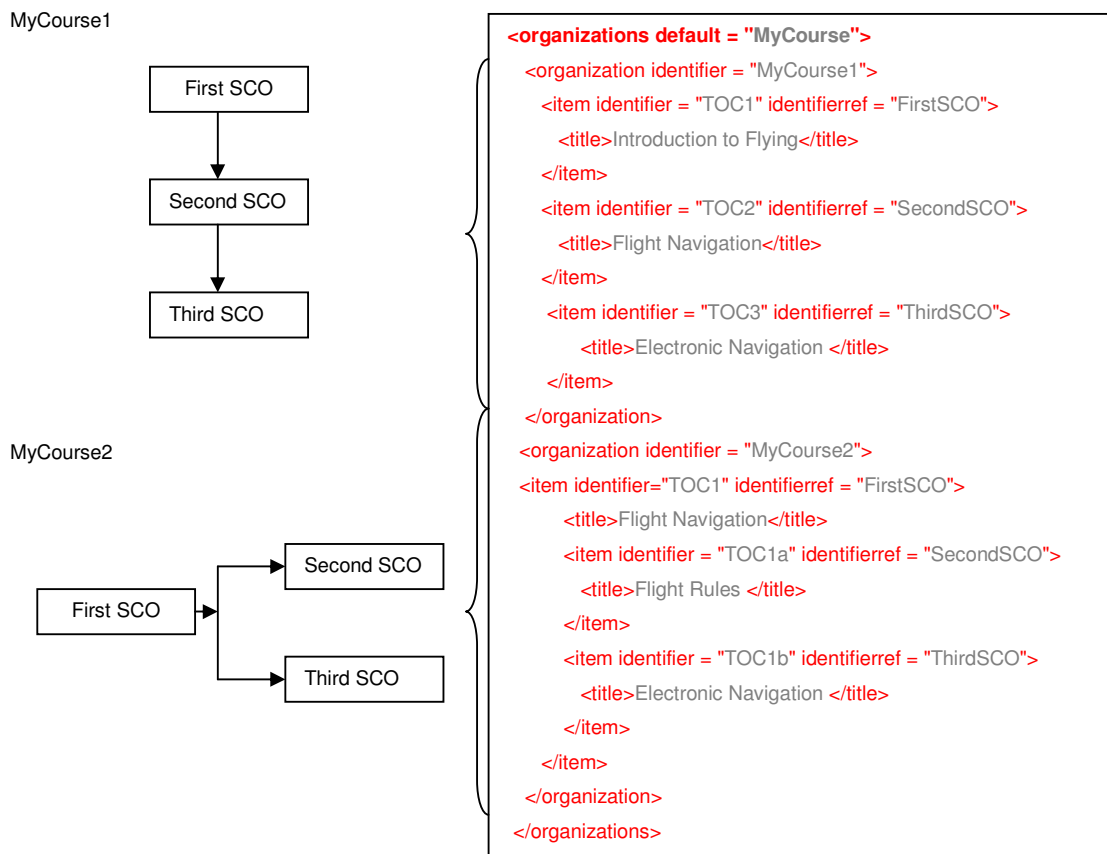 MyCourse1
First SCO
Second SCO
Third SCO
MyCourse2
First SCO
Second SCO
Third SCO
<organizations default = "MyCourse">
<organization identifier = "MyCourse1">
<item identifier = "TOC1" identifierref = "FirstSCO">
<title>Introduction to Flying</title>
</item>
<item identifier = "TOC2" identifierref = "SecondSCO">
<title>Flight Navigation</title>
</item>
<item identifier = "TOC3" identifierref = "ThirdSCO">
<title>Electronic Navigation </title>
</item>
</organization>
<organization identifier = "MyCourse2">
<item identifier="TOC1" identifierref = "FirstSCO">
<title>Flight Navigation</title>
<item identifier = "TOC1a" identifierref = "SecondSCO">
<title>Flight Rules </title>
</item>
<item identifier = "TOC1b" identifierref = "ThirdSCO">
<title>Electronic Navigation </title>
</item>
</item>
</organization>
</organizations>